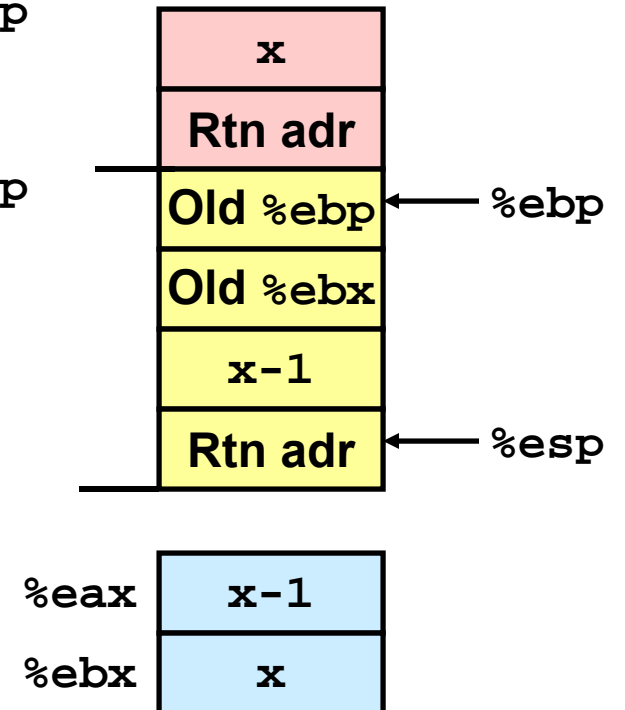 p
x
Rtn adr
p
Old %ebp
%ebp
Old %ebx
x-1
Rtn adr
%esp
%eax
x-1
%ebx
x